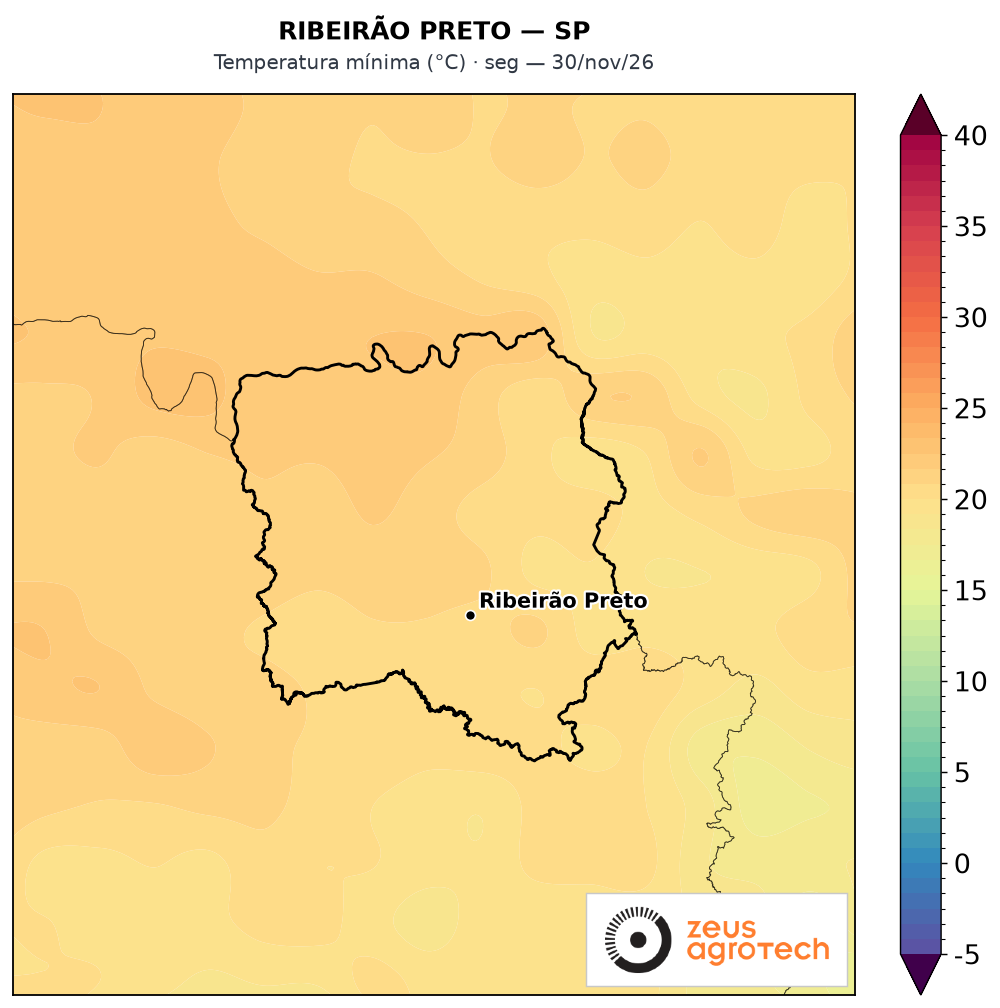 RIBEIRÃO PRETO — SP
Temperatura mínima (°C) · seg — 30/nov/26
40
35
30
25
20
15
10
5
0
-5
Ribeirão Preto
zeus
agrotech